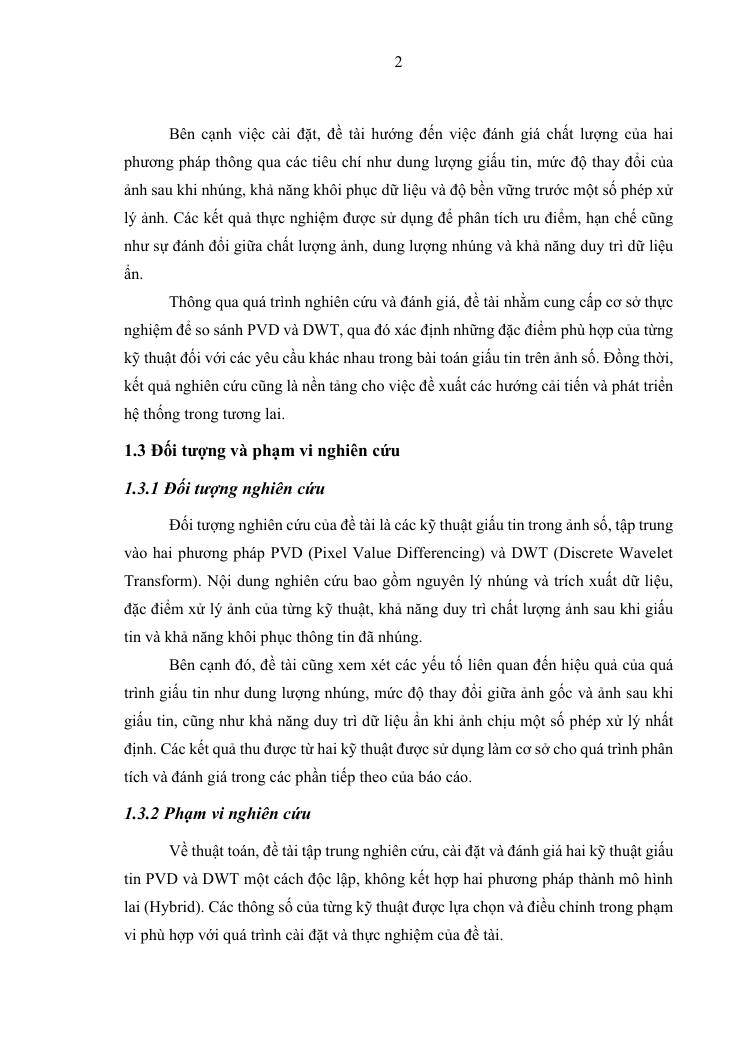 2
Bên cạnh việc cài đặt, đề tài hướng đến việc đánh giá chất lượng của hai
phương pháp thông qua các tiêu chí như dung lượng giấu tin, mức độ thay đổi của
ảnh sau khi nhúng, khả năng khôi phục dữ liệu và độ bền vững trước một số phép xử
lý ảnh. Các kết quả thực nghiệm được sử dụng để phân tích ưu điểm, hạn chế cũng
như sự đánh đổi giữa chất lượng ảnh, dung lượng nhúng và khả năng duy trì dữ liệu
ẩn.
Thông qua quá trình nghiên cứu và đánh giá, đề tài nhằm cung cấp cơ sở thực
nghiệm để so sánh PVD và DWT, qua đó xác định những đặc điểm phù hợp của từng
kỹ thuật đối với các yêu cầu khác nhau trong bài toán giấu tin trên ảnh số. Đồng thời,
kết quả nghiên cứu cũng là nền tảng cho việc đề xuất các hướng cải tiến và phát triển
hệ thống trong tương lai.
1.3 Đối tượng và phạm vi nghiên cứu
1.3.1 Đối tượng nghiên cứu
Đối tượng nghiên cứu của đề tài là các kỹ thuật giấu tin trong ảnh số, tập trung
vào hai phương pháp PVD (Pixel Value Differencing) và DWT (Discrete Wavelet
Transform). Nội dung nghiên cứu bao gồm nguyên lý nhúng và trích xuất dữ liệu,
đặc điểm xử lý ảnh của từng kỹ thuật, khả năng duy trì chất lượng ảnh sau khi giấu
tin và khả năng khôi phục thông tin đã nhúng.
Bên cạnh đó, đề tài cũng xem xét các yếu tố liên quan đến hiệu quả của quá
trình giấu tin như dung lượng nhúng, mức độ thay đổi giữa ảnh gốc và ảnh sau khi
giấu tin, cũng như khả năng duy trì dữ liệu ẩn khi ảnh chịu một số phép xử lý nhất
định. Các kết quả thu được từ hai kỹ thuật được sử dụng làm cơ sở cho quá trình phân
tích và đánh giá trong các phần tiếp theo của báo cáo.
1.3.2 Phạm vi nghiên cứu
Về thuật toán, đề tài tập trung nghiên cứu, cài đặt và đánh giá hai kỹ thuật giấu
tin PVD và DWT một cách độc lập, không kết hợp hai phương pháp thành mô hình
lai (Hybrid). Các thông số của từng kỹ thuật được lựa chọn và điều chỉnh trong phạm
vi phù hợp với quá trình cài đặt và thực nghiệm của đề tài.